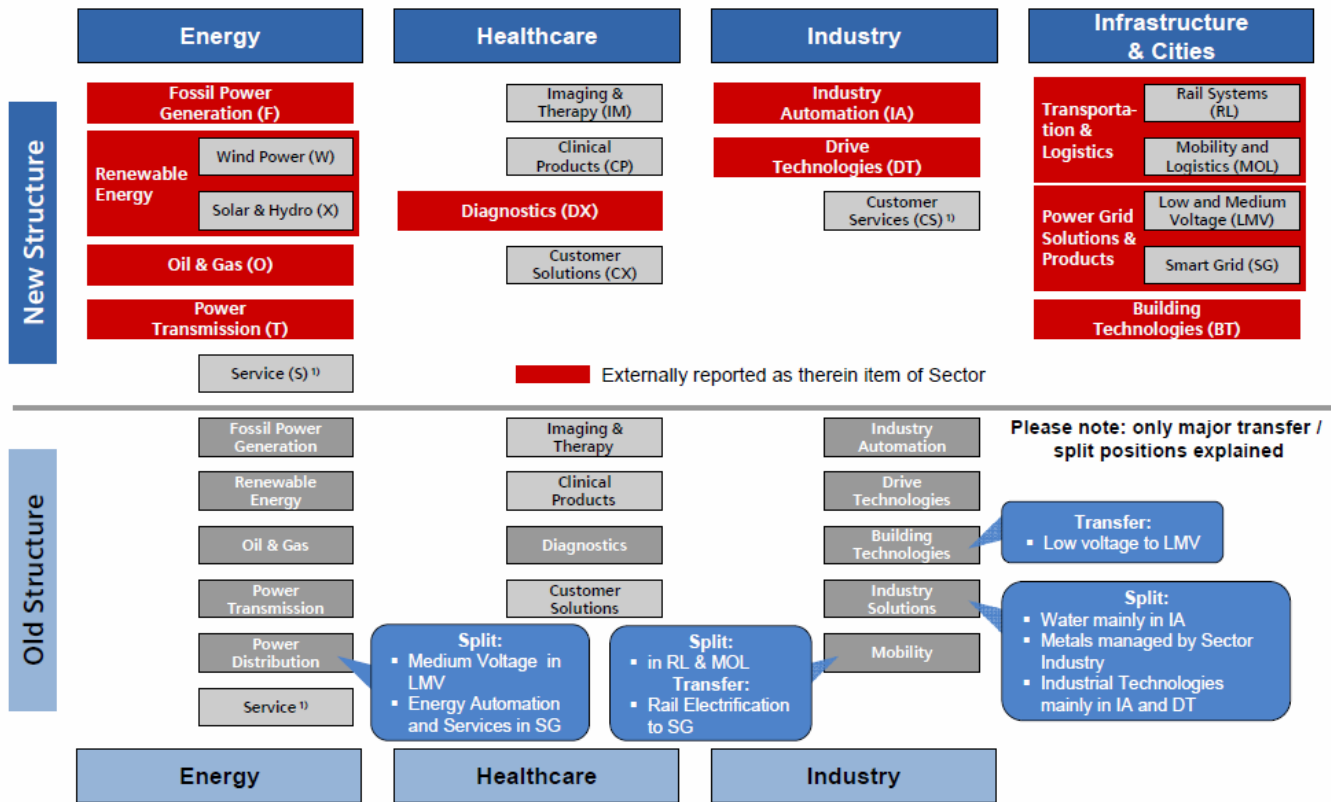 Energy
Healthcare
Industry
Infrastructure
& Cities
New Structure
Fossil Power
Generation (F)
Renewable
Energy
Wind Power (W)
Solar & Hydro (X)
Oil & Gas (O)
Power
Transmission (T)
Service (S) 1)
Imaging &
Therapy (IM)
Clinical
Products (CP)
Diagnostics (DX)
Customer
Solutions (CX)
Industry
Automation (IA)
Drive
Technologies (DT)
Customer
Services (CS) 1)
Transporta-
tion &
Logistics
Rail Systems
(RL)
Mobility and
Logistics (MOL)
Power Grid
Solutions &
Products
Low and Medium
Voltage (LMV)
Smart Grid (SG)
Building
Technologies (BT)
Externally reported as therein item of Sector
Old Structure
Fossil Power
Generation
Renewable
Energy
Oil & Gas
Power
Transmission
Power
Distribution
Service 1)
Split:
▪ Medium Voltage in
LMV
▪ Energy Automation
and Services in SG
Imaging &
Therapy
Clinical
Products
Diagnostics
Customer
Solutions
Split:
▪ in RL & MOL
Transfer:
▪ Rail Electrification
to SG
Industry
Automation
Drive
Technologies
Building
Technologies
Industry
Solutions
Mobility
Please note: only major transfer /
split positions explained
Transfer:
▪ Low voltage to LMV
Split:
▪ Water mainly in IA
▪ Metals managed by Sector
Industry
▪ Industrial Technologies
mainly in IA and DT
Energy
Healthcare
Industry